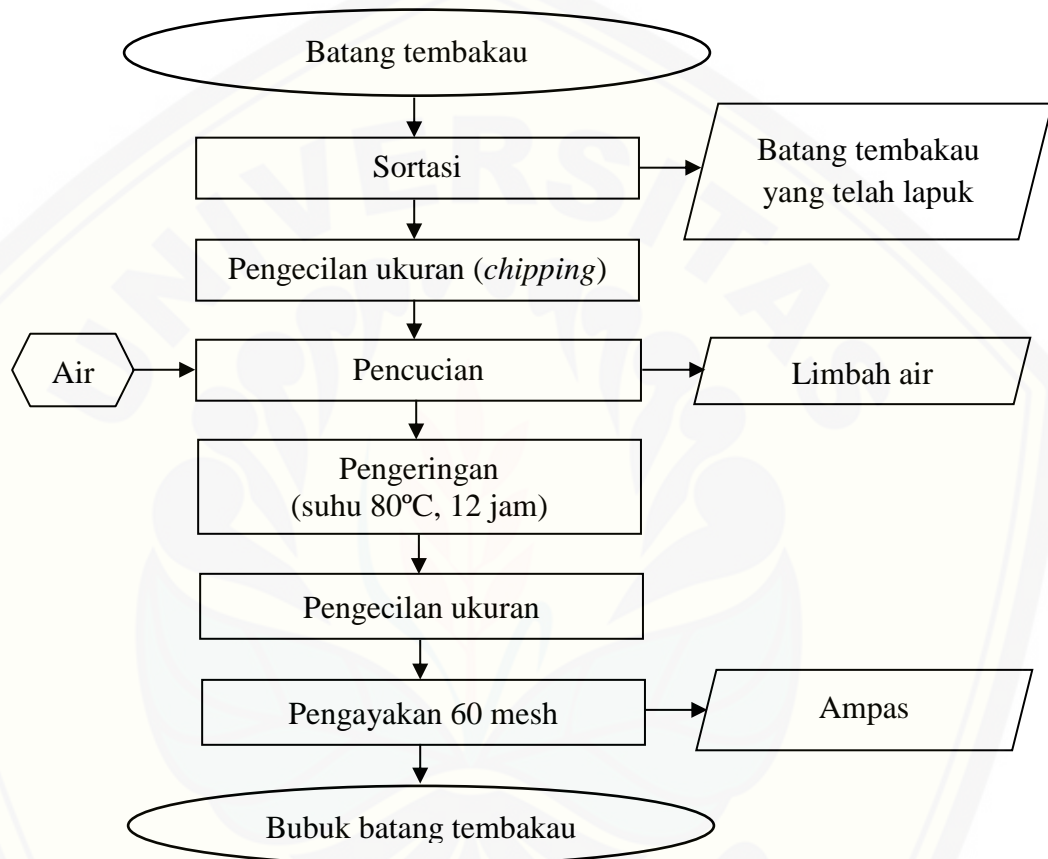 Batang tembakau
Sortasi
Batang tembakau
yang telah lapuk
Pengecilan ukuran (chipping)
Air
Pencucian
Limbah air
Pengeringan
(suhu 80ºC, 12 jam)
Pengecilan ukuran
Pengayakan 60 mesh
Ampas
Bubuk batang tembakau
UNIVERSITAS